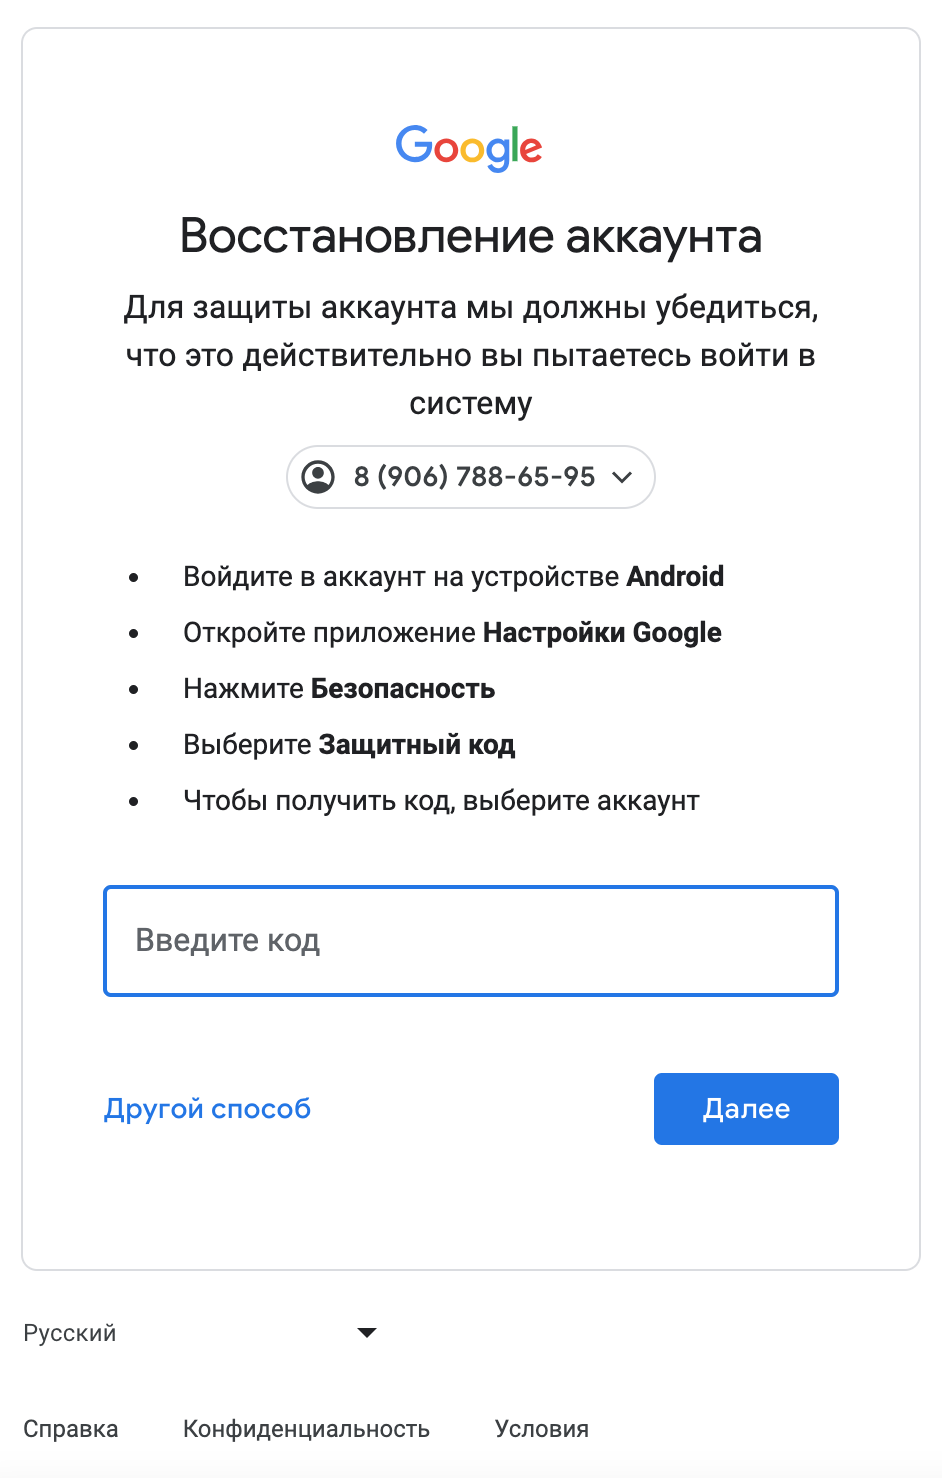 Google
Восстановление аккаунта
Для защиты аккаунта мы должны убедиться,
что это действительно вы пытаетесь войти в
систему
8 (906) 788-65-95
• Войдите в аккаунт на устройстве Android
• Откройте приложение Настройки Google
• Нажмите Безопасность
• Выберите Защитный код
• Чтобы получить код, выберите аккаунт
Введите код
Другой способ Далее
Русский
Справка Конфиденциальность Условия